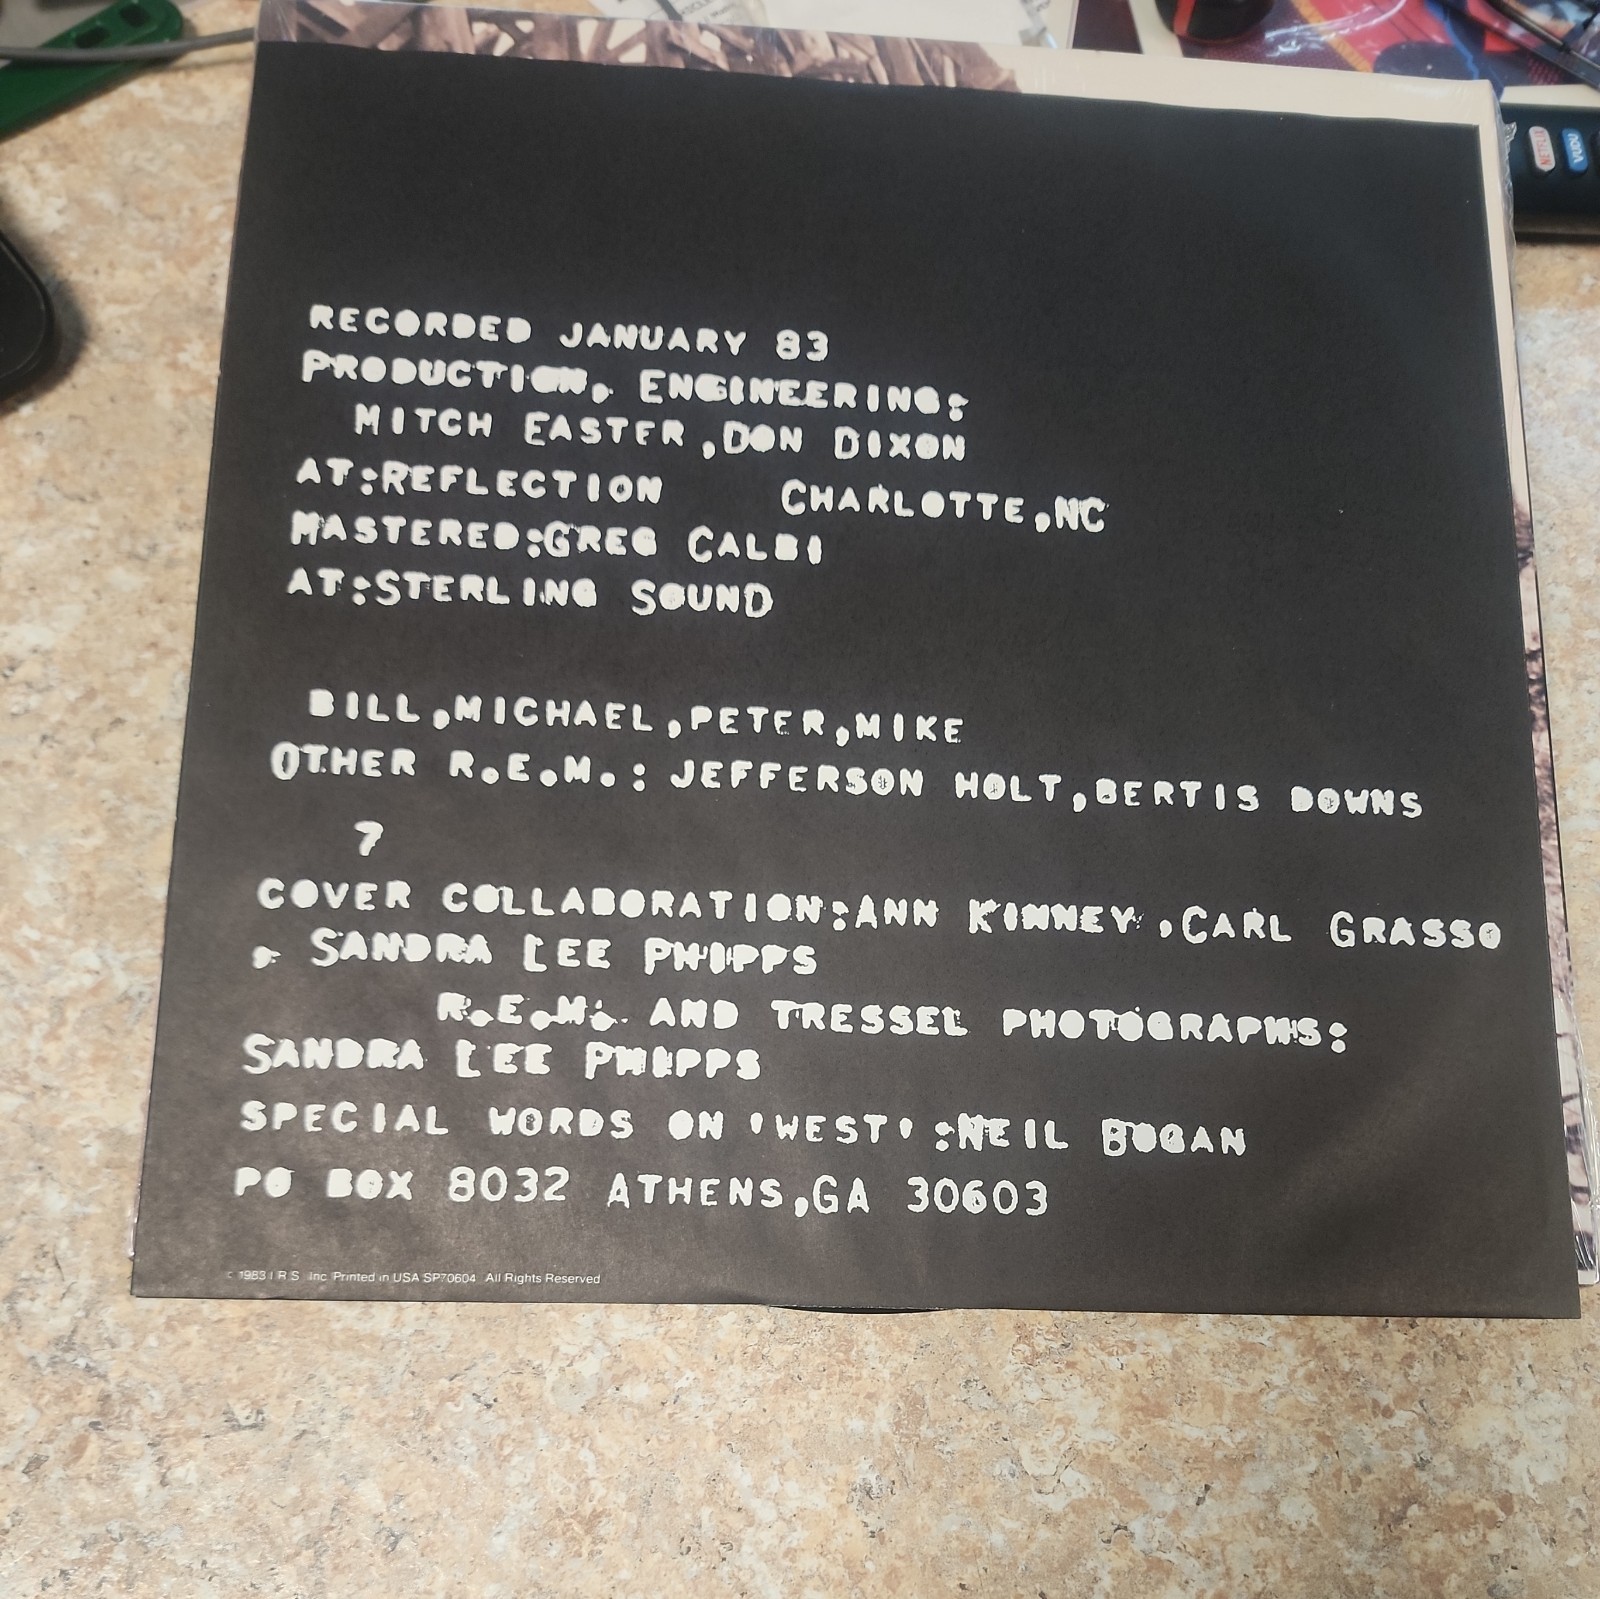 NETFLIX
VUDU
RECORDED JANUARY 83
PRODUCTION, ENGINEERING:
MITCH EASTER,DON DIXON
AT:REFLECTION CHARLOTTE,NC
MASTERED:GREG CALBI
AT:STERLING SOUND
BILL,MICHAEL,PETER,MIKE
OTHER R.E.M.: JEFFERSON HOLT,BERTIS DOWNS
7
COVER COLLABORATION:ANN KINNEY ,CARL GRASSO
, SANDRA LEE PHIPPS
R.E.M. AND TRESSEL PHOTOGRAPHS:
SANDRA LEE PHIPPS
SPECIAL WORDS ON 'WEST' :NEIL BOGAN
PO BOX 8032 ATHENS,GA 30603
c 1983 I R S Inc Printed in USA SP70604 All Rights Reserved